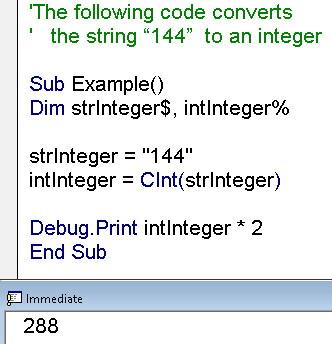 'The following code converts
'   the string “144”  to an integer
Sub Example()
Dim strInteger$, intInteger%
strInteger = "144"
intInteger = CInt(strInteger)
Debug.Print intInteger * 2
End Sub
Immediate
288